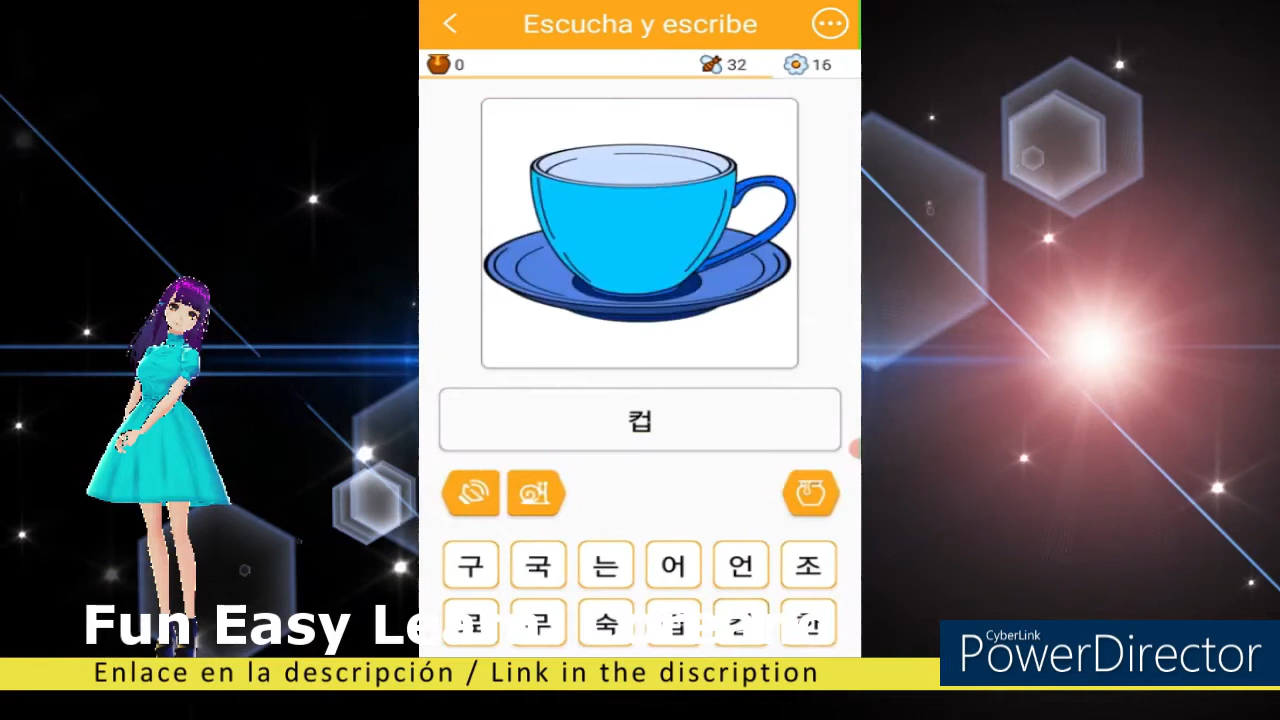 Escucha y escribe
0 32 16
컵
구 국 는 어 언 조
숙
Fun Easy
Enlace en la descripción / Link in the discription
CyberLink
PowerDirector